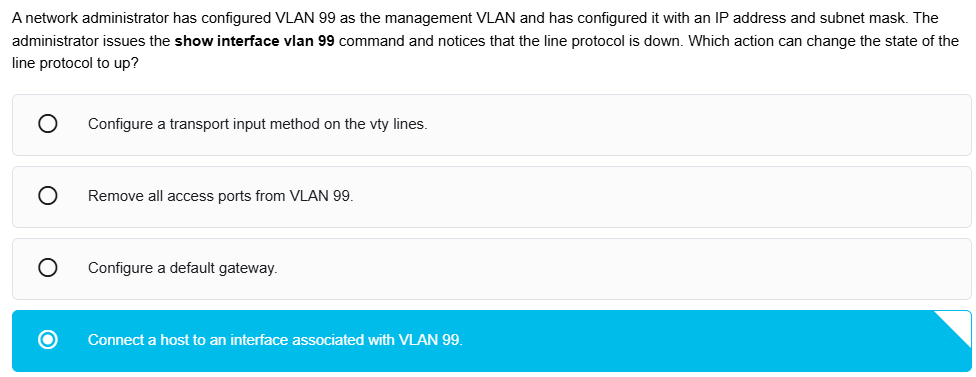 A network administrator has configured VLAN 99 as the management VLAN and has configured it with an IP address and subnet mask. The
administrator issues the show interface vlan 99 command and notices that the line protocol is down. Which action can change the state of the
line protocol to up?
Configure a transport input method on the vty lines.
Remove all access ports from VLAN 99.
Configure a default gateway.
Connect a host to an interface associated with VLAN 99.